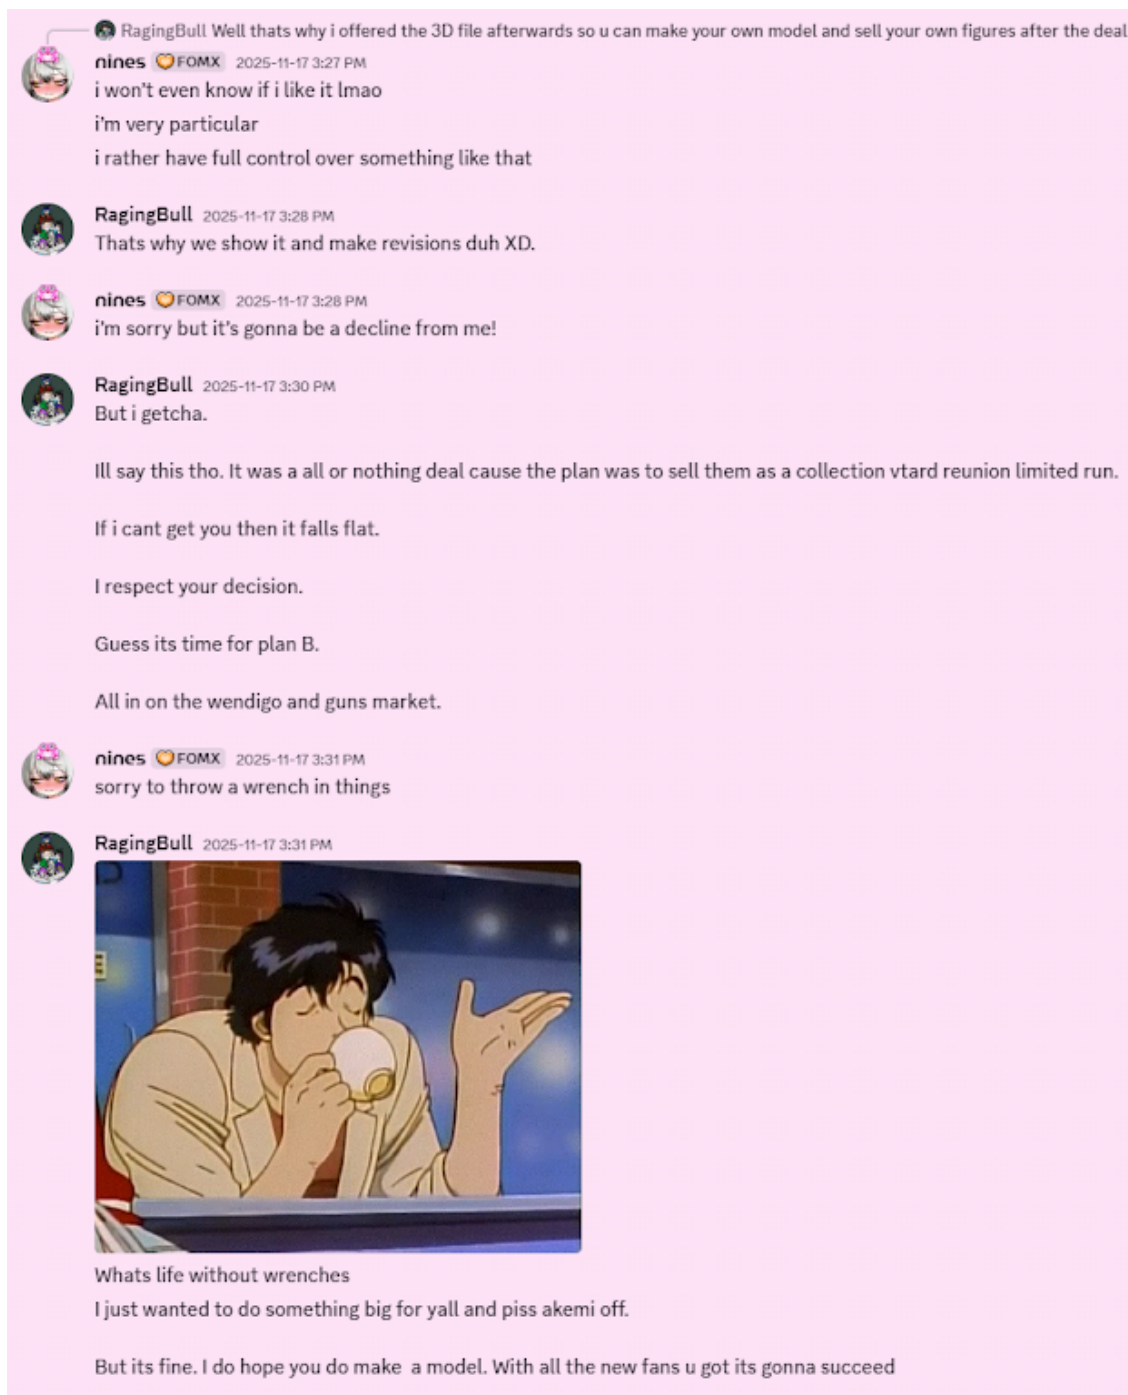 RagingBull Well thats why i offered the 3D file afterwards so u can make your own model and sell your own figures after the deal
nines FOMX 2025-11-17 3:27 PM
i won't even know if i like it lmao
i'm very particular
i rather have full control over something like that
RagingBull 2025-11-17 3:28 PM
Thats why we show it and make revisions duh XD.
nines FOMX 2025-11-17 3:28 PM
i'm sorry but it's gonna be a decline from me!
RagingBull 2025-11-17 3:30 PM
But i getcha.
Ill say this tho. It was a all or nothing deal cause the plan was to sell them as a collection vtard reunion limited run.
If i cant get you then it falls flat.
I respect your decision.
Guess its time for plan B.
All in on the wendigo and guns market.
nines FOMX 2025-11-17 3:31 PM
sorry to throw a wrench in things
RagingBull 2025-11-17 3:31 PM
Whats life without wrenches
I just wanted to do something big for yall and piss akemi off.
But its fine. I do hope you do make a model. With all the new fans u got its gonna succeed